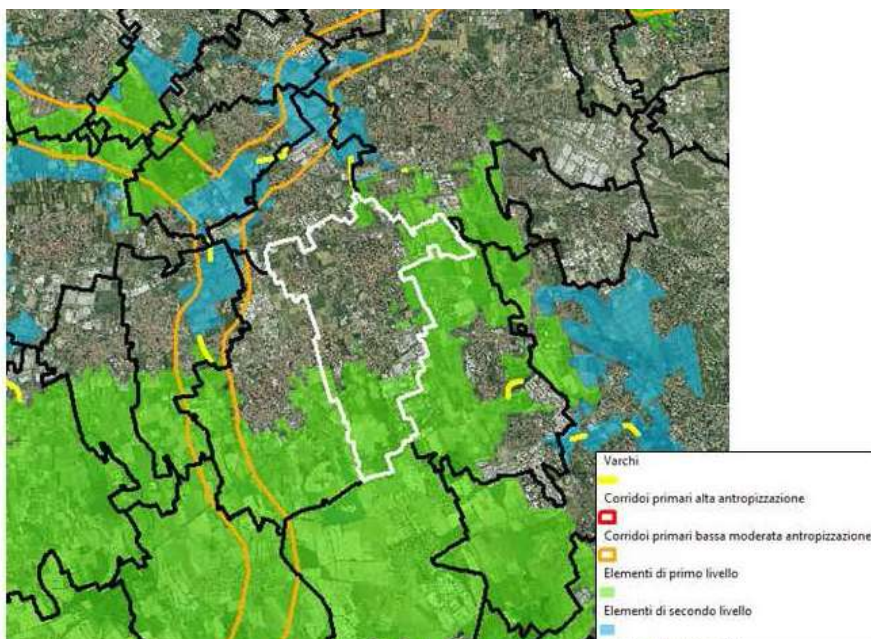 Varchi
Corridoi primari alta antropizzazione
Corridoi primari bassa moderata antropizzazione
Elementi di primo livello
Elementi di secondo livello